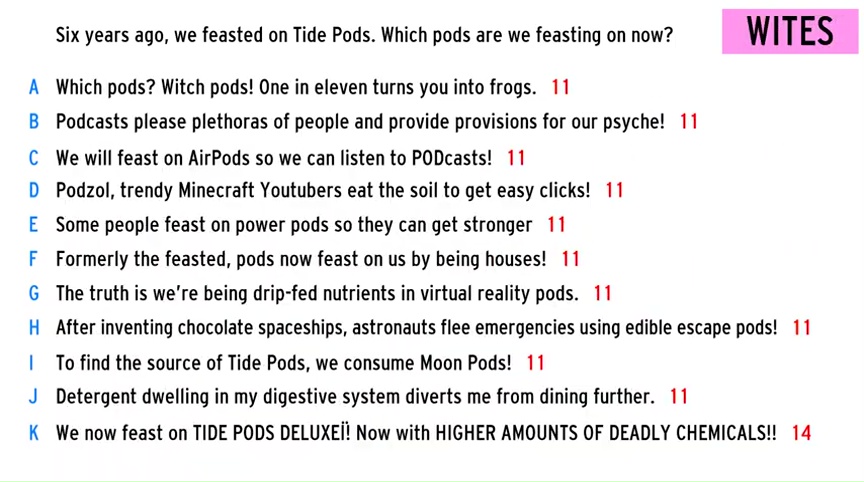 Six years ago, we feasted on Tide Pods. Which pods are we feasting on now?
WITES
A Which pods? Witch pods! One in eleven turns you into frogs. 11
B Podcasts please plethoras of people and provide provisions for our psyche! 11
C We will feast on AirPods so we can listen to PODcasts! 11
D Podzol, trendy Minecraft Youtubers eat the soil to get easy clicks! 11
E Some people feast on power pods so they can get stronger 11
F Formerly the feasted, pods now feast on us by being houses! 11
G The truth is we're being drip-fed nutrients in virtual reality pods. 11
H After inventing chocolate spaceships, astronauts flee emergencies using edible escape pods! 11
I To find the source of Tide Pods, we consume Moon Pods! 11
J Detergent dwelling in my digestive system diverts me from dining further. 11
K We now feast on TIDE PODS DELUXEÏ! Now with HIGHER AMOUNTS OF DEADLY CHEMICALS!! 14